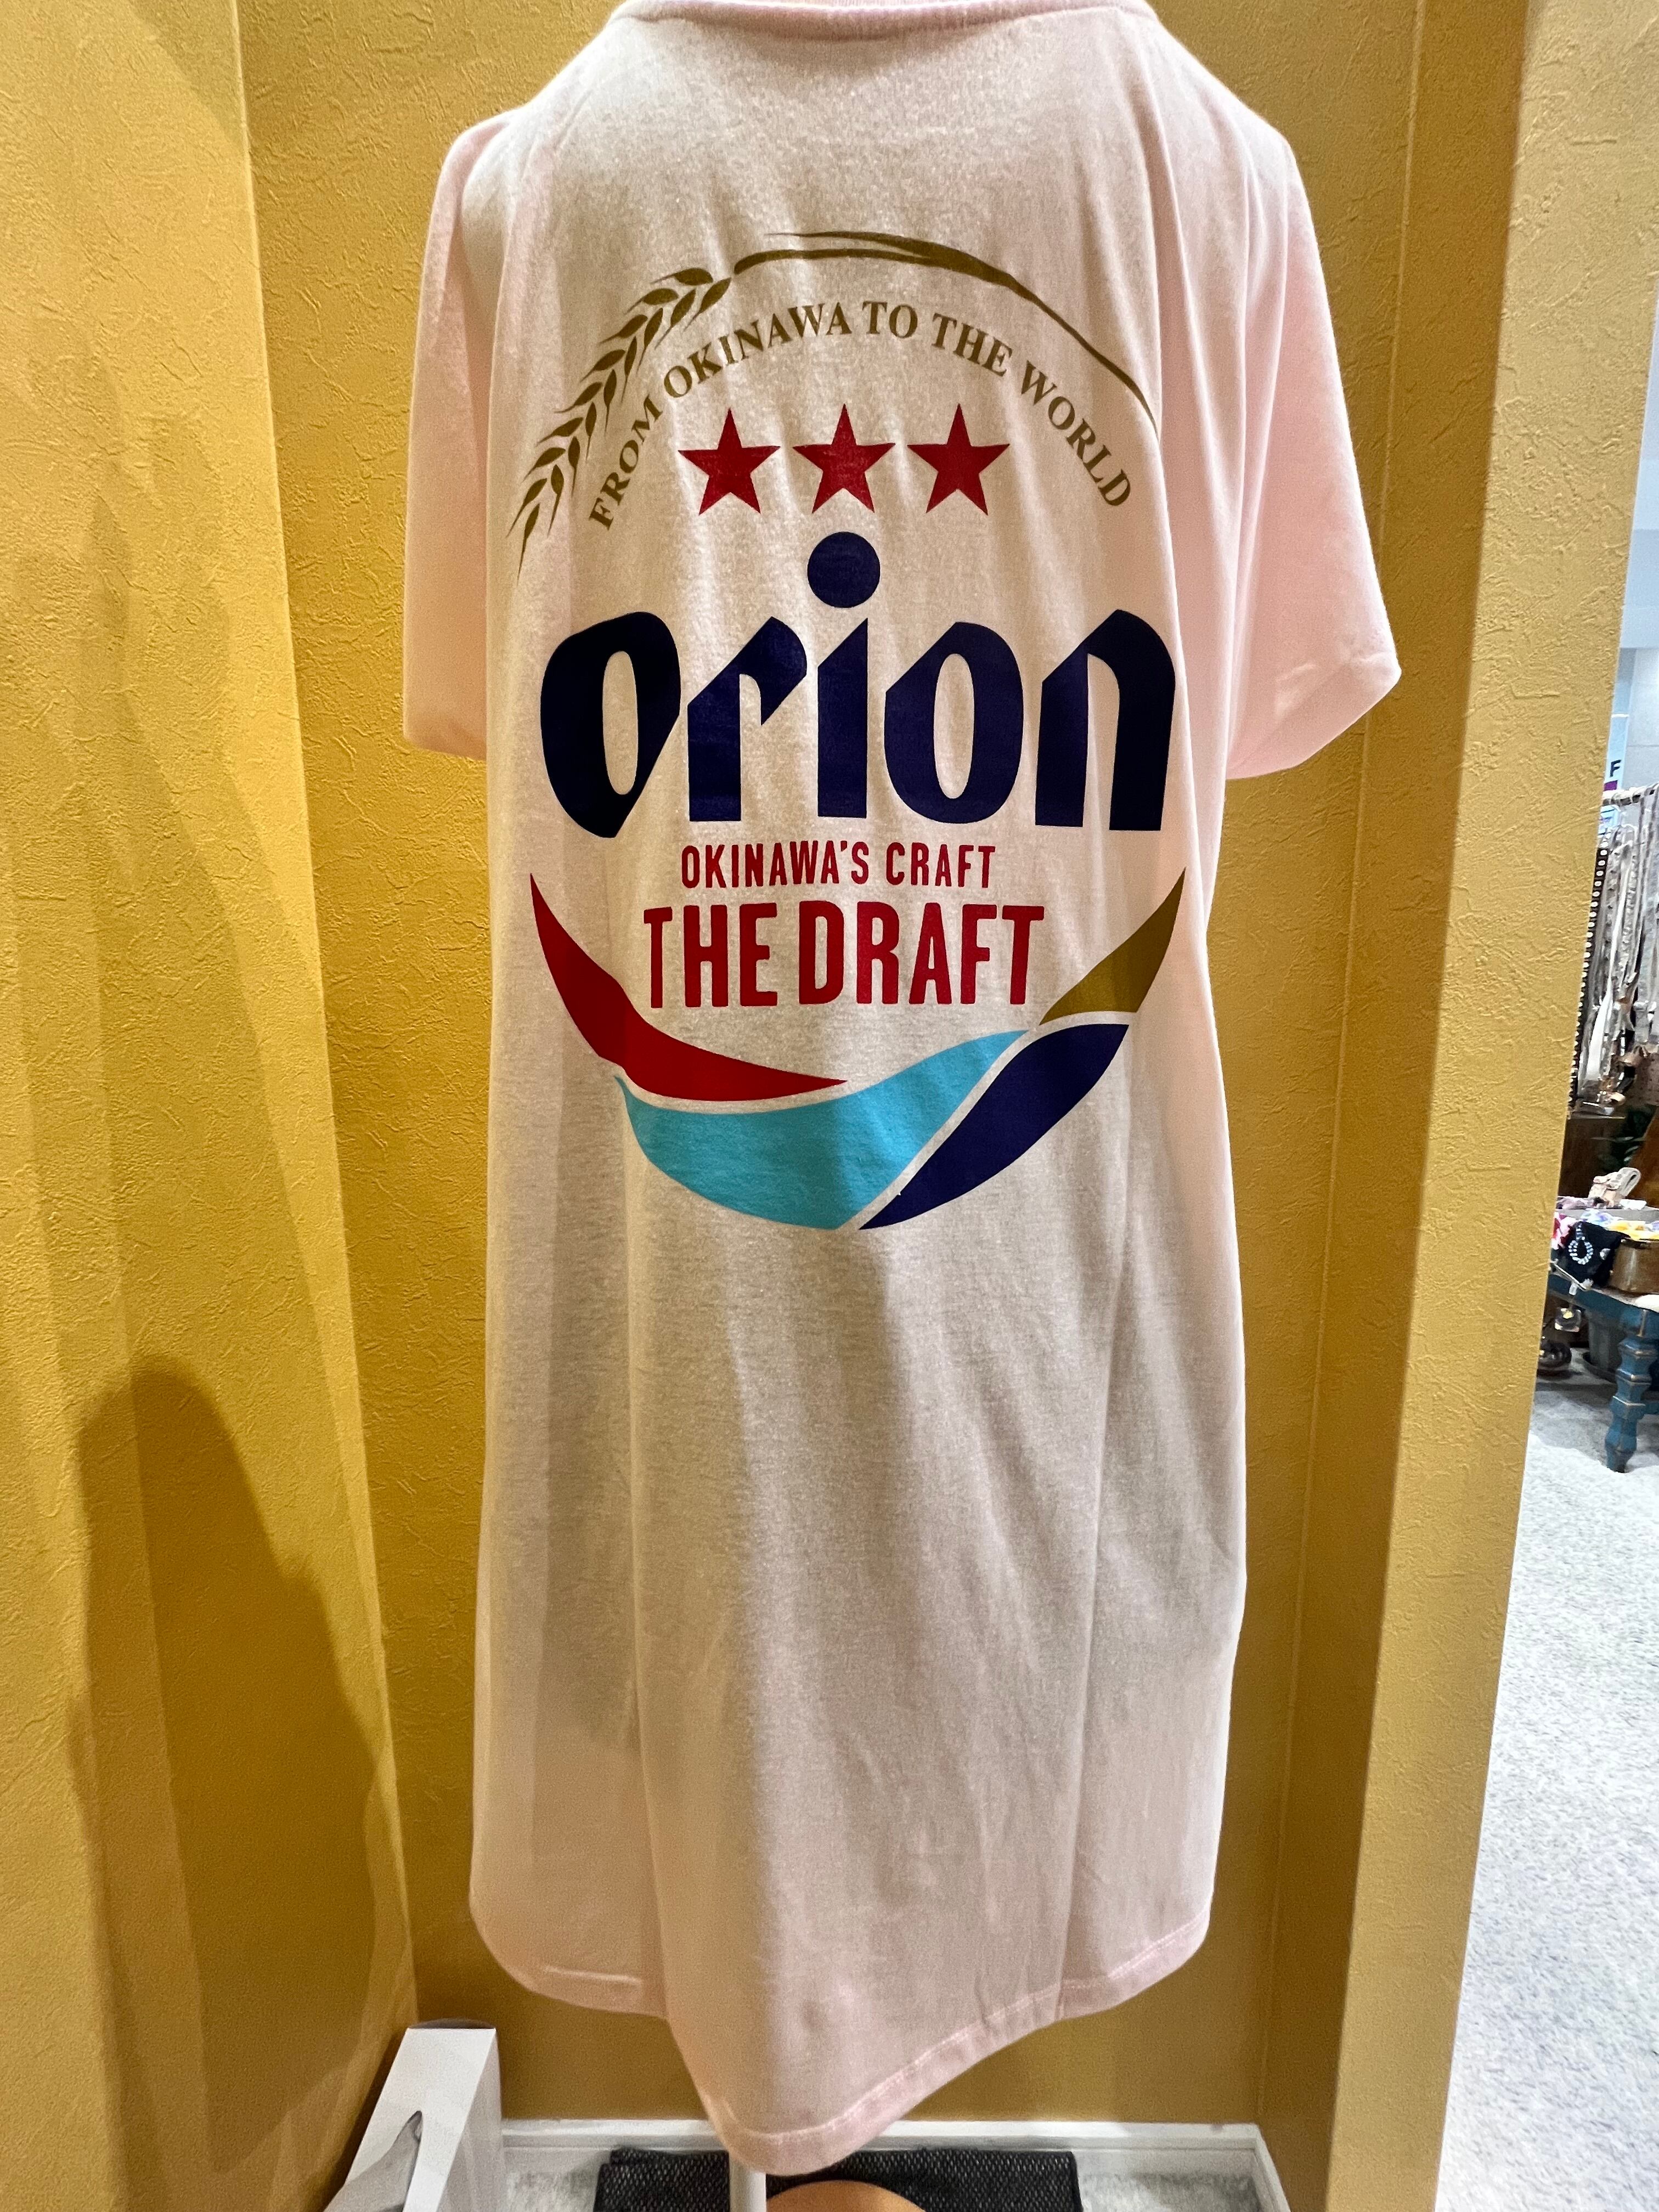 FROM OKINAWA TO THE WORLD
orion
OKINAWA'S CRAFT
THE DRAFT
F